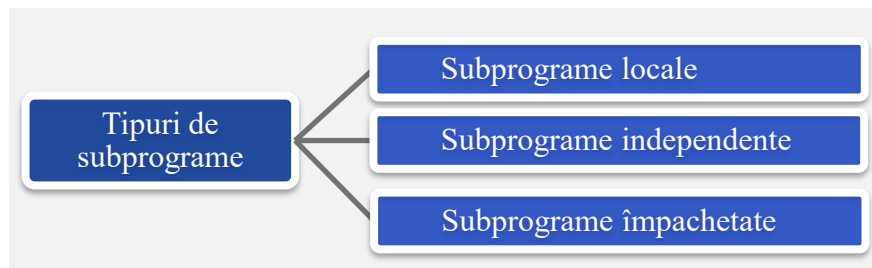 Tipuri de
subprograme
Subprograme locale
Subprograme independente
Subprograme împachetate